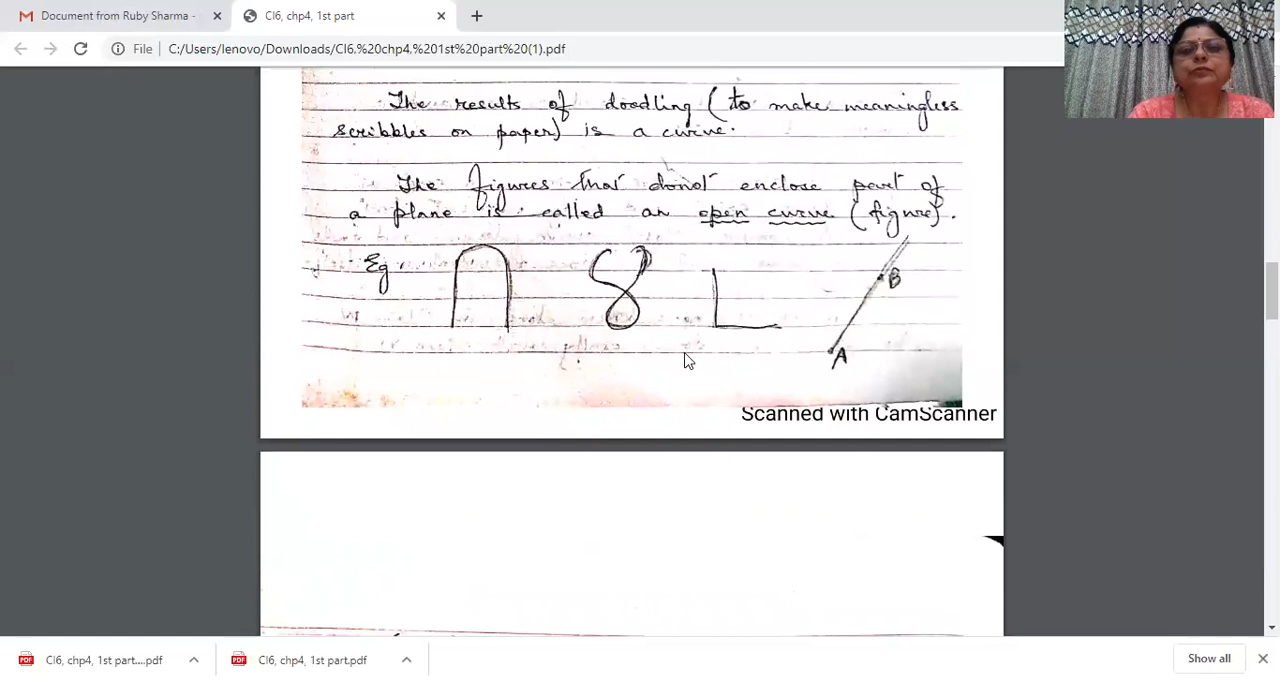 Document from Ruby Sharma -
Cl6, chp4, 1st part
File
C:/Users/lenovo/Downloads/Cl6.%20chp4,%201st%20part%20(1).pdf
The results of doodling (to make meaningless
scribbles on paper) is a curve.
The figures that donot enclose part of
a plane is called an open curve (figure).
Eg
B
A
Scanned with CamScanner
Cl6, chp4, 1st part....pdf
Cl6, chp4, 1st part.pdf
Show all